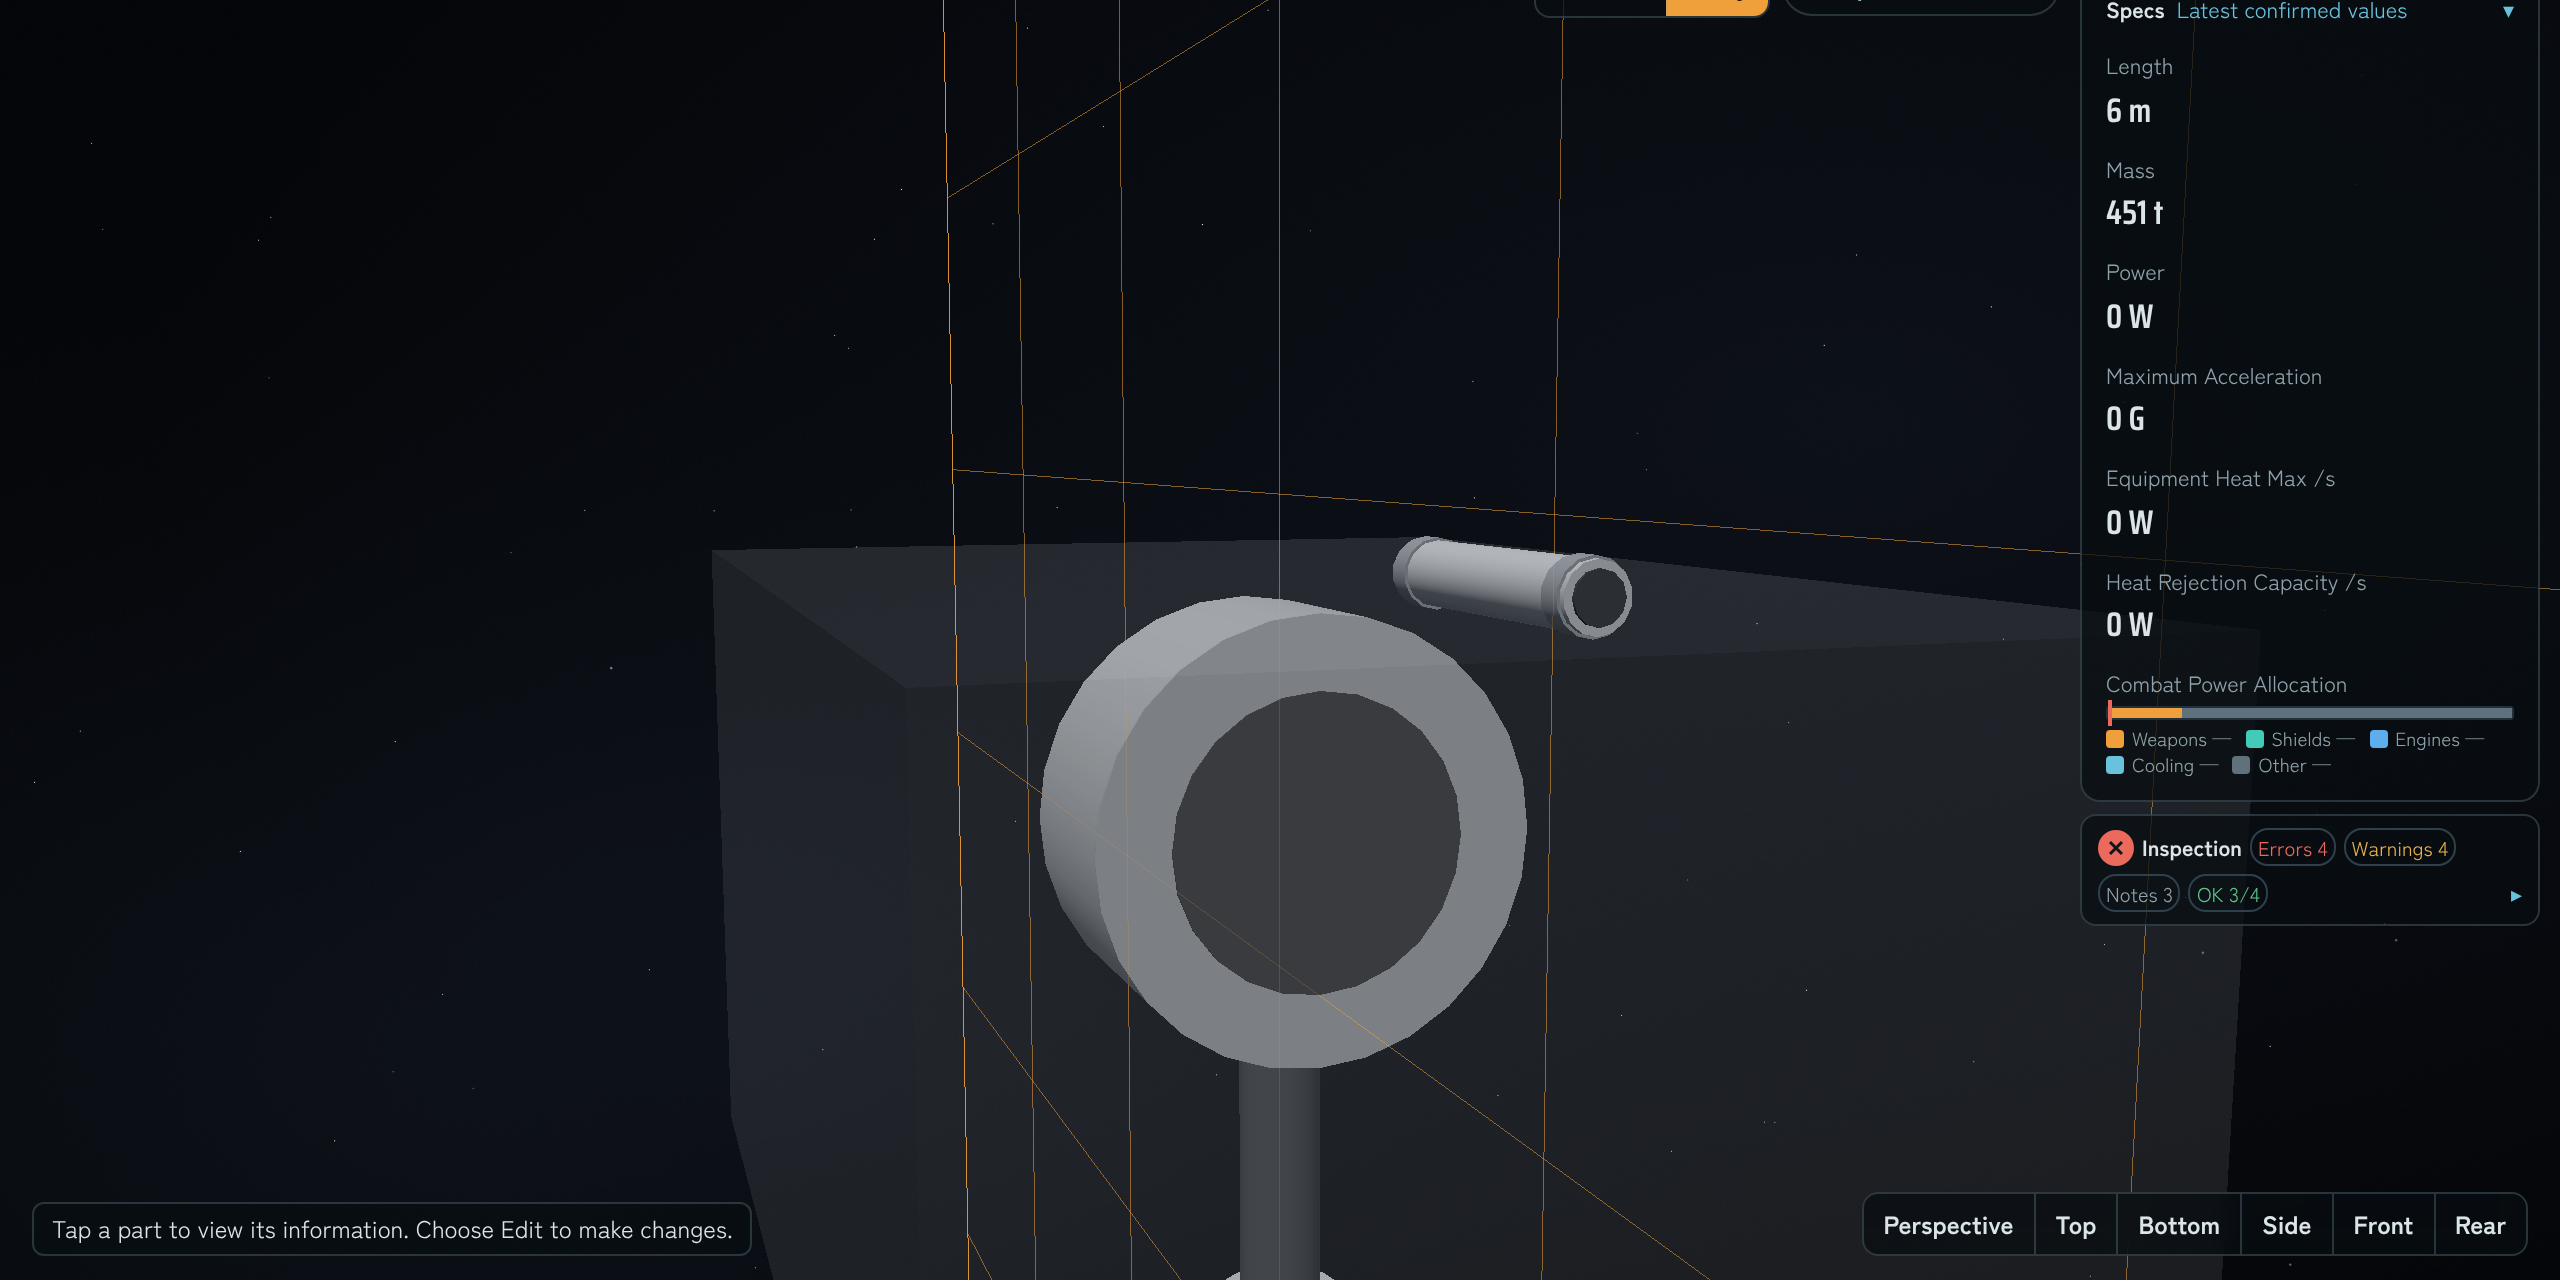 Specs Latest confirmed values ▼
Length
6 m
Mass
451 t
Power
0 W
Maximum Acceleration
0 G
Equipment Heat Max /s
0 W
Heat Rejection Capacity /s
0 W
Combat Power Allocation
Weapons — Shields — Engines —
Cooling — Other —
Inspection Errors 4 Warnings 4
Notes 3 OK 3/4
Tap a part to view its information. Choose Edit to make changes.
Perspective Top Bottom Side Front Rear